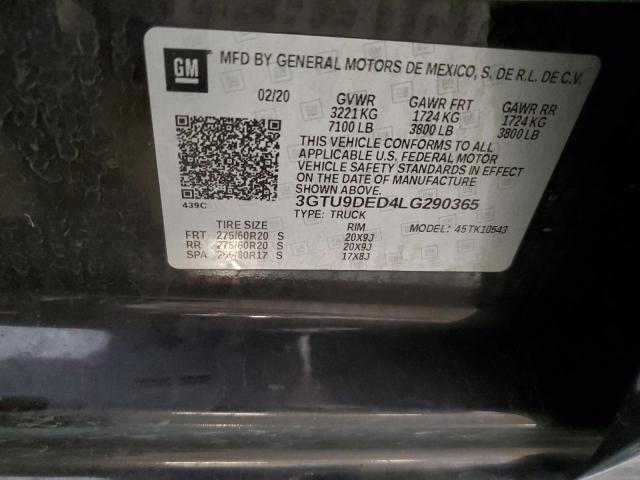 GM
MFD BY GENERAL MOTORS DE MEXICO, S. DE R.L. DE C.V.
02/20 GVWR GAWR FRT GAWR RR
3221 KG 1724 KG 1724 KG
7100 LB 3800 LB 3800 LB
THIS VEHICLE CONFORMS TO ALL
APPLICABLE U.S. FEDERAL MOTOR
VEHICLE SAFETY STANDARDS IN EFFECT
ON THE DATE OF MANUFACTURE
SHOWN ABOVE.
439C 3GTU9DED4LG290365
TYPE: TRUCK MODEL: 45TK10543
TIRE SIZE RIM
FRT 275/60R20 S 20X9J
RR 275/60R20 S 20X9J
SPA 17X8J